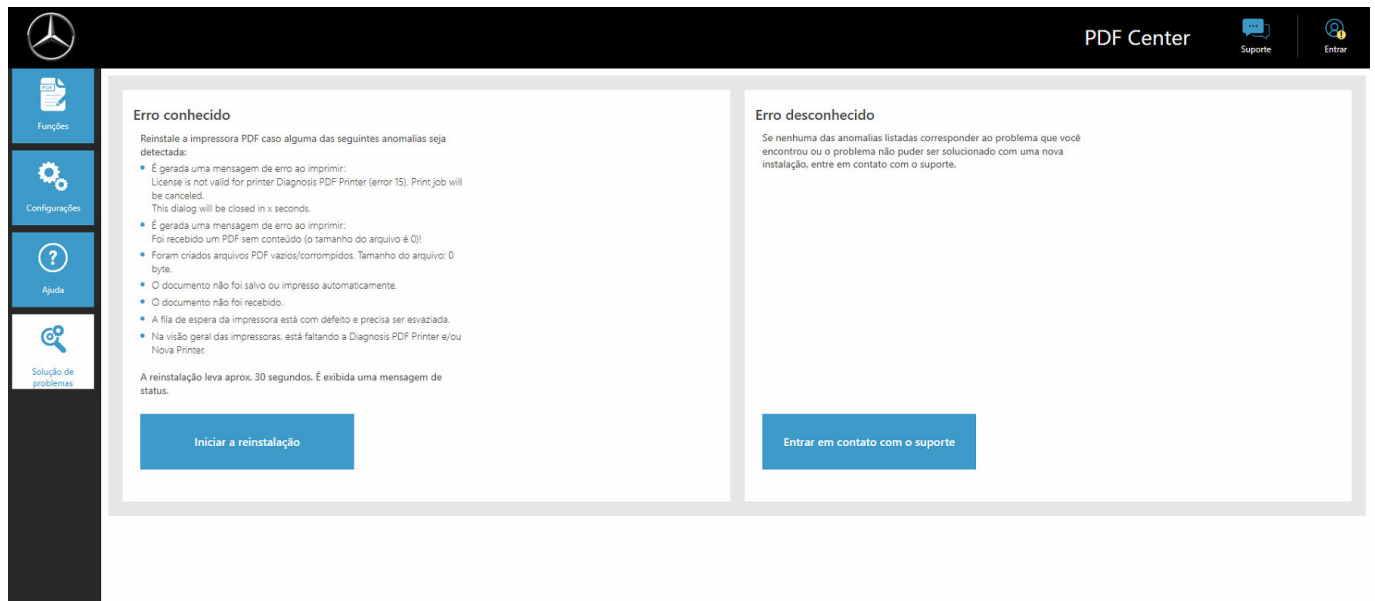 PDF Center
Suporte
Entrar
PDF
Funções
Configurações
?
Ajuda
Solução de
problemas
Erro conhecido
Reinstale a impressora PDF caso alguma das seguintes anomalias seja
detectada:
• É gerada uma mensagem de erro ao imprimir:
License is not valid for printer Diagnosis PDF Printer (error 15). Print job will
be canceled.
This dialog will be closed in x seconds.
• É gerada uma mensagem de erro ao imprimir:
Foi recebido um PDF sem conteúdo (o tamanho do arquivo é 0)!
• Foram criados arquivos PDF vazios/corrompidos. Tamanho do arquivo: 0
byte.
• O documento não foi salvo ou impresso automaticamente.
• O documento não foi recebido.
• A fila de espera da impressora está com defeito e precisa ser esvaziada.
• Na visão geral das impressoras, está faltando a Diagnosis PDF Printer e/ou
Nova Printer.
A reinstalação leva aprox. 30 segundos. É exibida uma mensagem de
status.
Iniciar a reinstalação
Erro desconhecido
Se nenhuma das anomalias listadas corresponder ao problema que você
encontrou ou o problema não puder ser solucionado com uma nova
instalação, entre em contato com o suporte.
Entrar em contato com o suporte